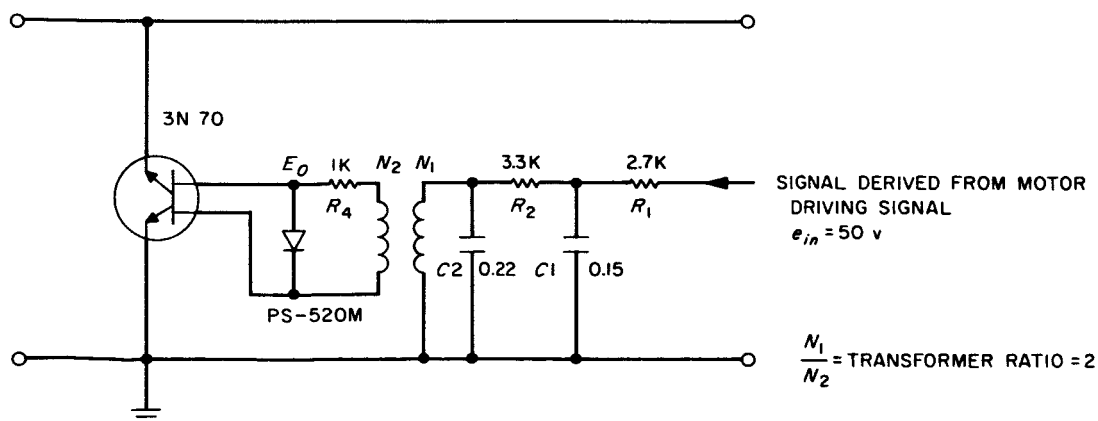 3N 70
E₀ 1K N₂ N₁ 3.3K 2.7K
R₄ R₂ R₁
C2 0.22 C1 0.15
PS-520M
SIGNAL DERIVED FROM MOTOR
DRIVING SIGNAL
eᵢₙ = 50 v
N₁/N₂ = TRANSFORMER RATIO = 2